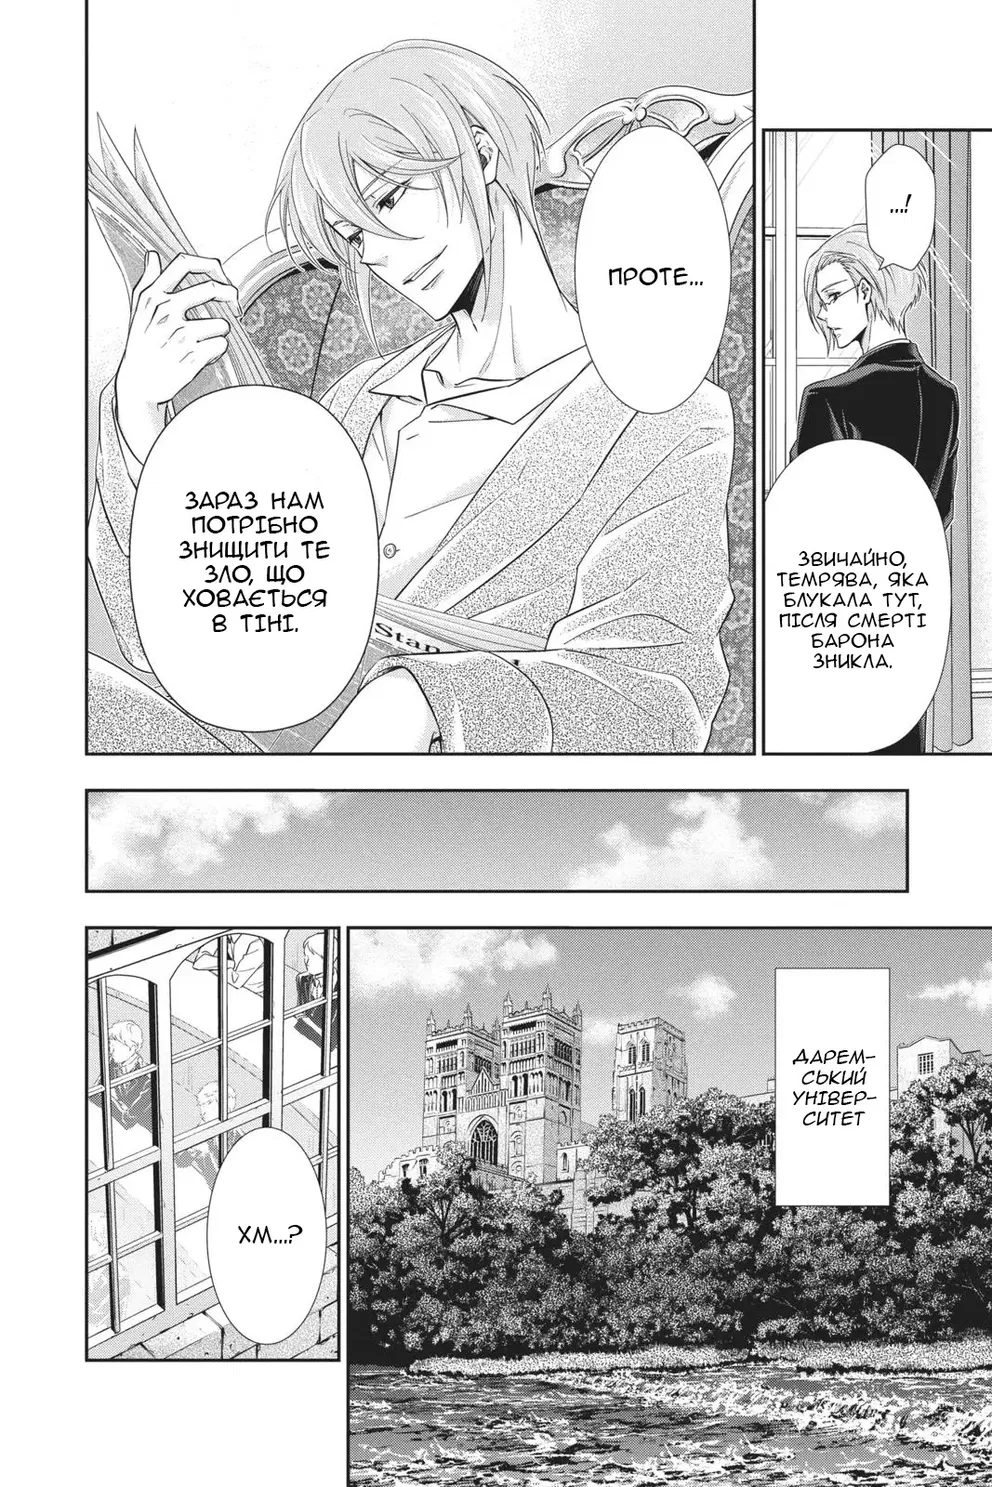 ...!
ЗВИЧАЙНО,
ТЕМРЯВА, ЯКА
БЛУКАЛА ТУТ,
ПІСЛЯ СМЕРТІ
БАРОНА
ЗНИКЛА.
ПРОТЕ...
ЗАРАЗ НАМ
ПОТРІБНО
ЗНИЩИТИ ТЕ
ЗЛО, ЩО
ХОВАЄТЬСЯ
В ТІНІ.
ДАРЕМ-
СЬКИЙ
УНІВЕР-
СИТЕТ
ХМ...?